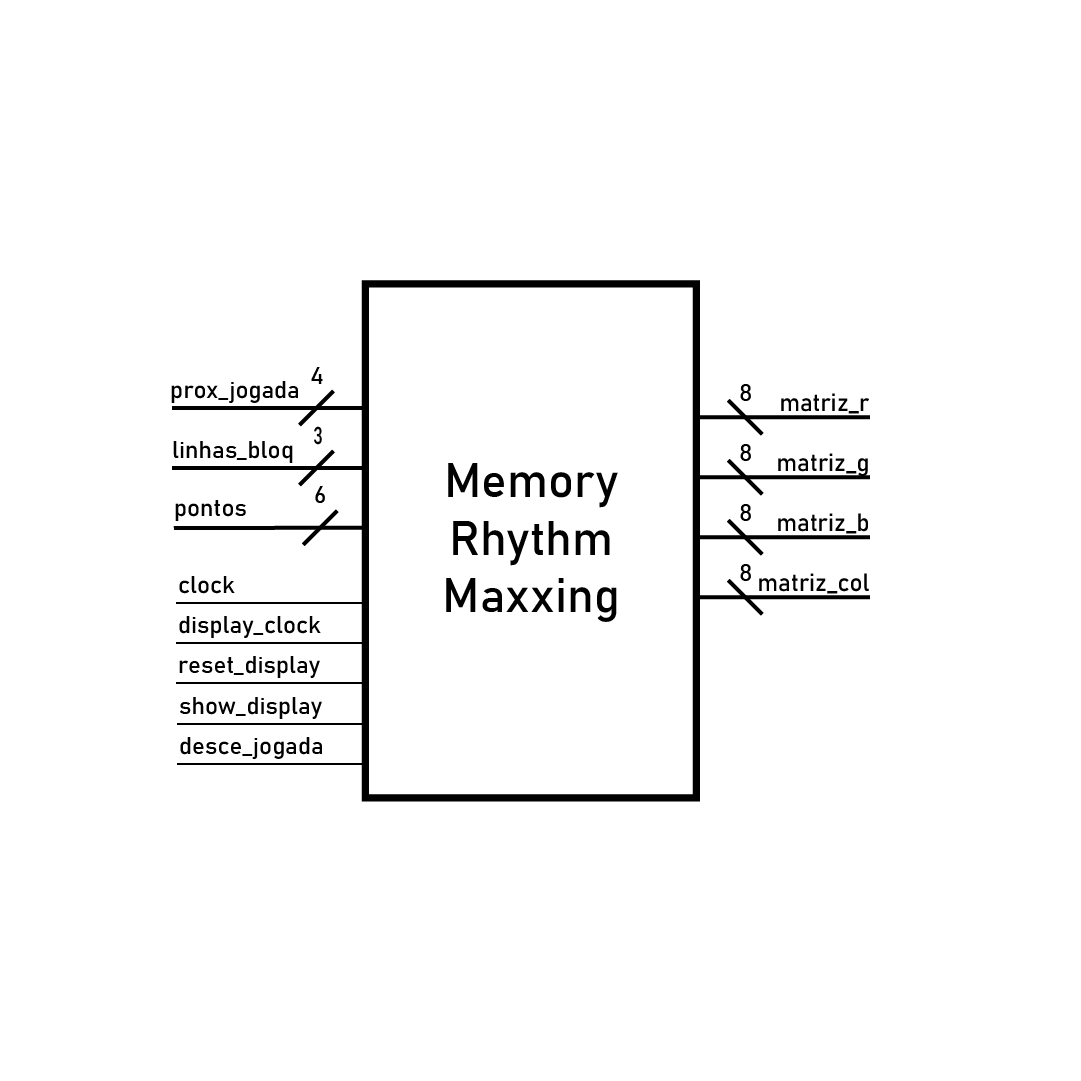 4
prox_jogada
3
linhas_bloq
6
pontos
clock
display_clock
reset_display
show_display
desce_jogada
Memory
Rhythm
Maxxing
8
matriz_r
8
matriz_g
8
matriz_b
8
matriz_col